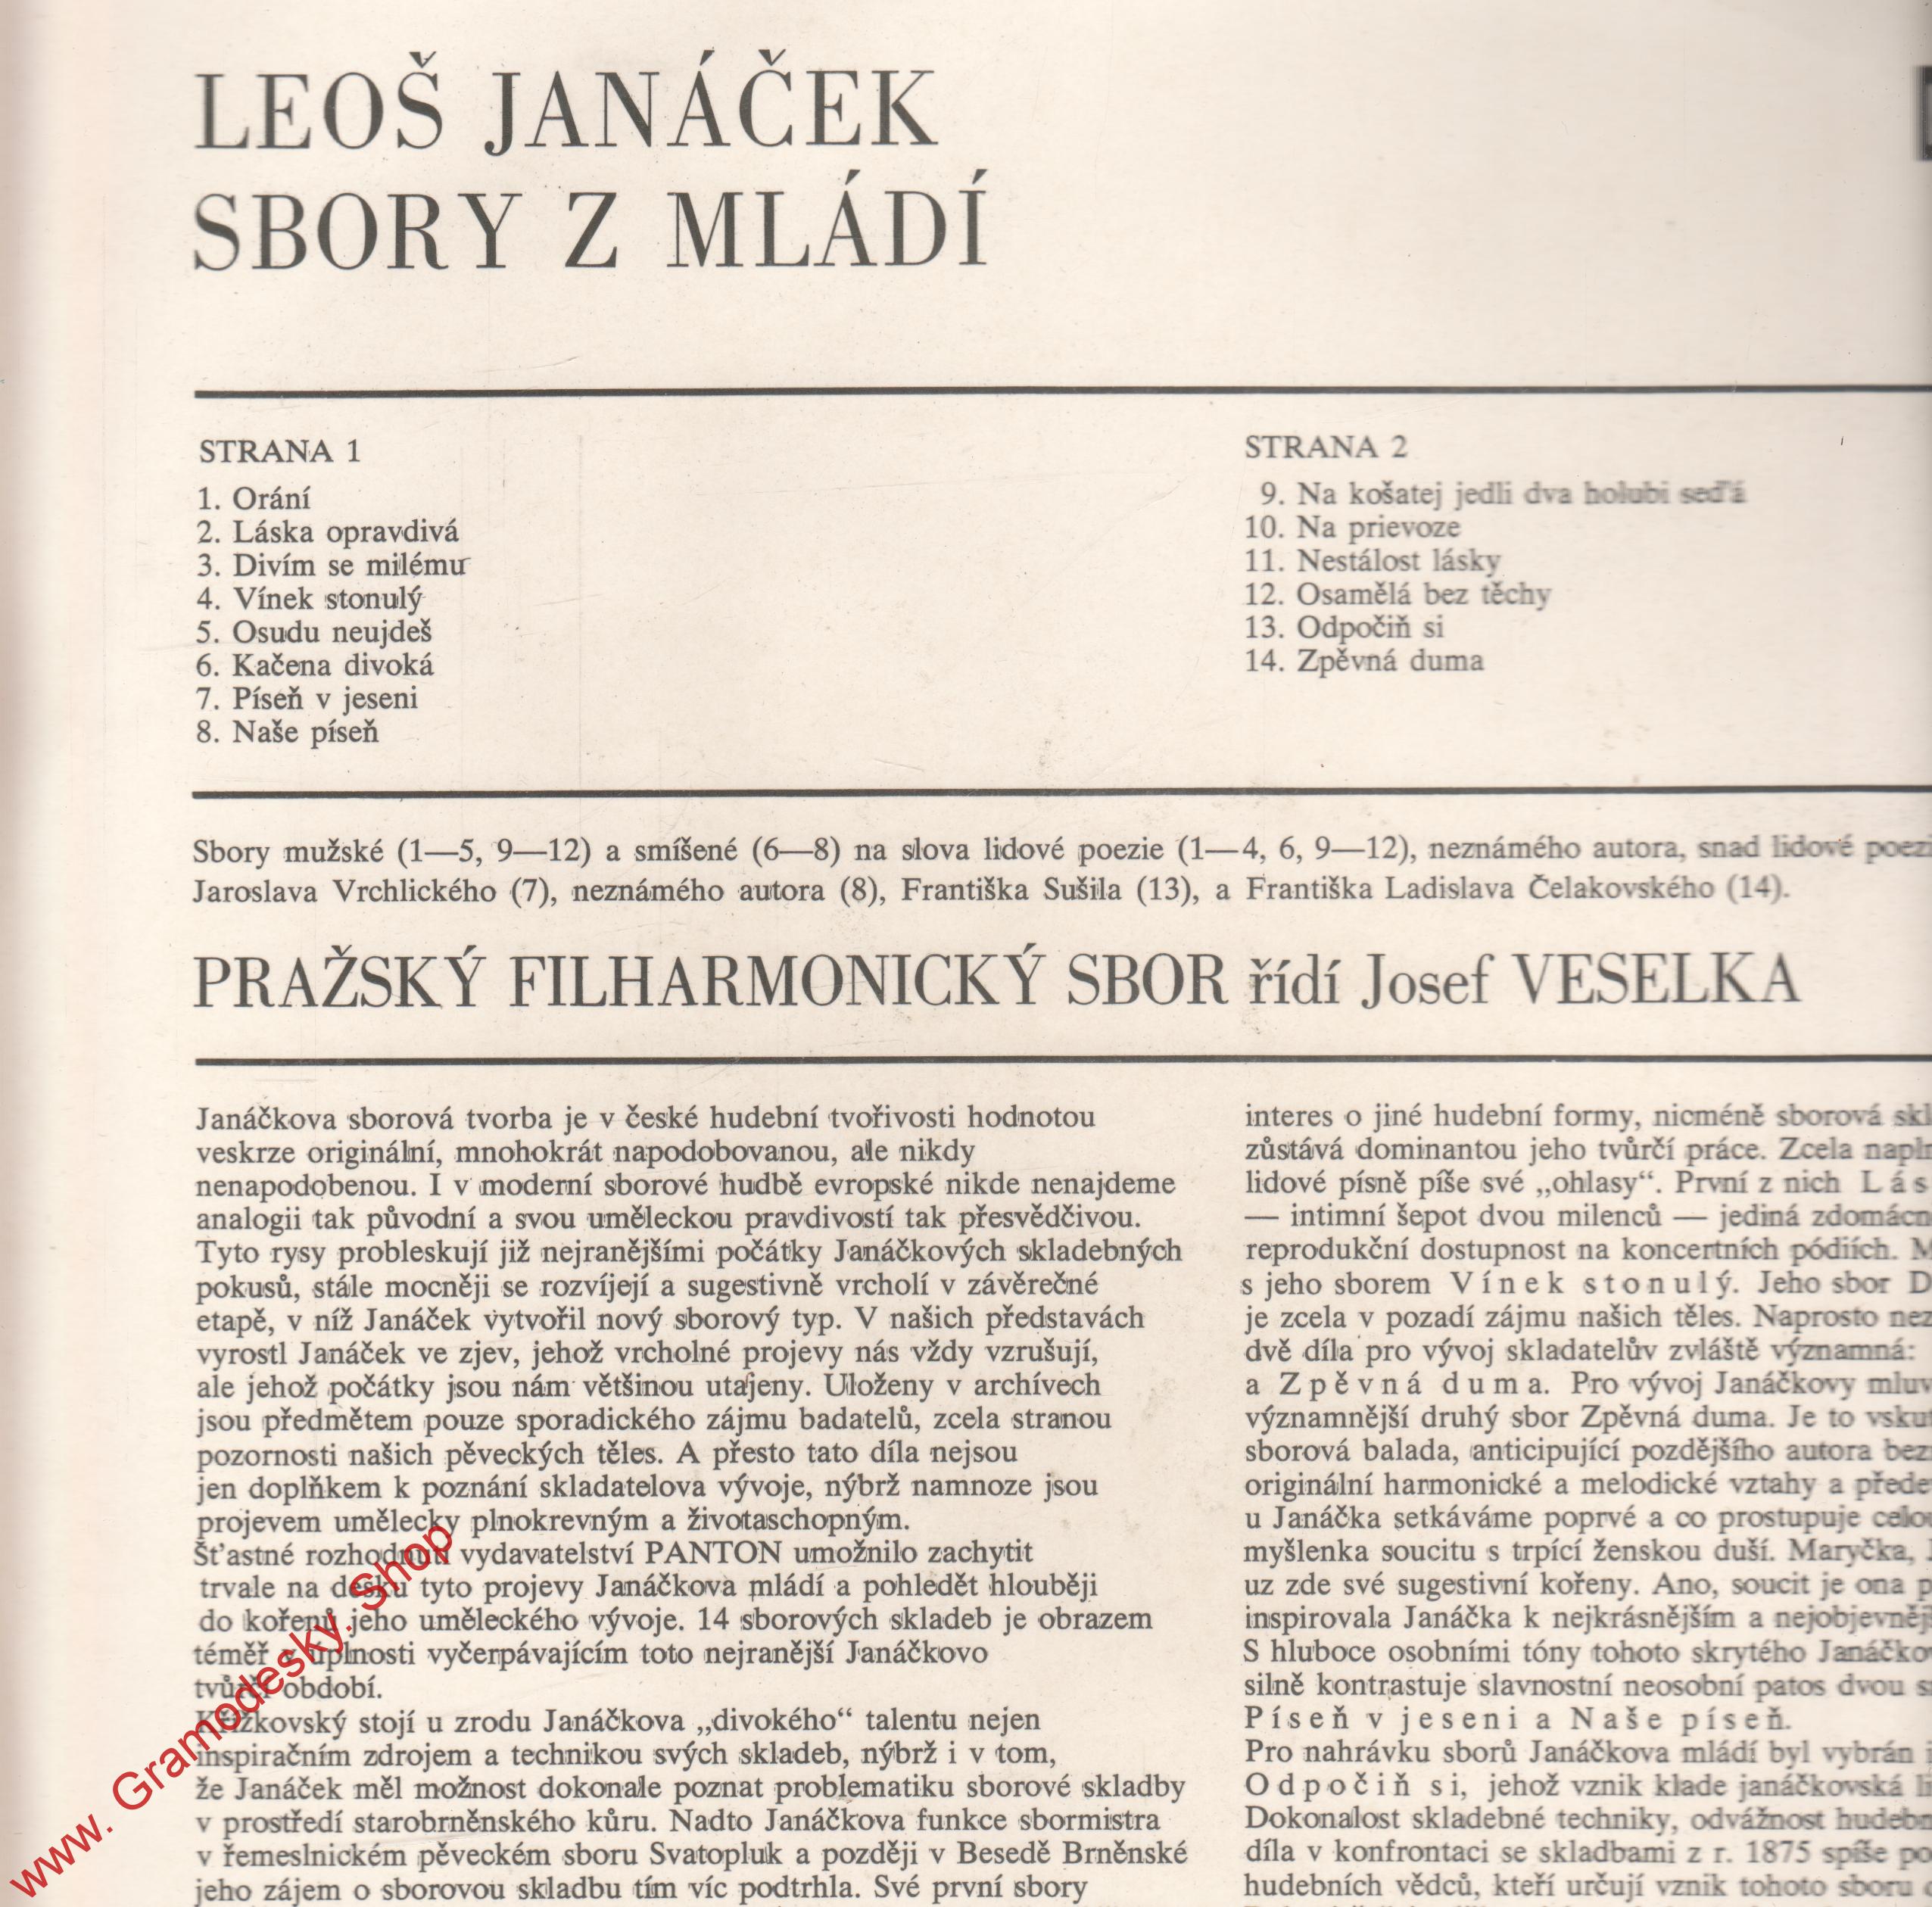 LEOŠ JANÁČEK
SBORY Z MLÁDÍ
STRANA 1
1. Orání
2. Láska opravdivá
3. Divím se milému
4. Vínek stonulý
5. Osudu neujdeš
6. Kačena divoká
7. Píseň v jeseni
8. Naše píseň
STRANA 2
9. Na košatej jedli dva holubi seďá
10. Na prievoze
11. Nestálost lásky
12. Osamělá bez těchy
13. Odpočiň si
14. Zpěvná duma
Sbory mužské (1—5, 9—12) a smíšené (6—8) na slova lidové poezie (1—4, 6, 9—12), neznámého autora, snad lidové
Jaroslava Vrchlického (7), neznámého autora (8), Františka Sušila (13), a Františka Ladislava Čelakovského (14).
PRAŽSKÝ FILHARMONICKÝ SBOR řídí Josef VESELKA
Janáčkova sborová tvorba je v české hudební tvořivosti hodnotou
veskrze originální, mnohokrát napodobovanou, ale nikdy
nenapodobenou. I v moderní sborové hudbě evropské nikde nenajdeme
analogii tak původní a svou uměleckou pravdivostí tak přesvědčivou.
Tyto rysy probleskují již nejranějšími počátky Janáčkových skladebných
pokusů, stále mocněji se rozvíjejí a sugestivně vrcholí v závěrečné
etapě, v níž Janáček vytvořil nový sborový typ. V našich představách
vyrostl Janáček ve zjev, jehož vrcholné projevy nás vždy vzrušují,
ale jehož počátky jsou nám většinou utajeny. Uloženy v archívech
jsou předmětem pouze sporadického zájmu badatelů, zcela stranou
pozornosti našich pěveckých těles. A přesto tato díla nejsou
jen doplňkem k poznání skladatelova vývoje, nýbrž namnoze jsou
projevem umělecky plnokrevným a životaschopným.
Šťastné rozhodnutí vydavatelství PANTON umožnilo zachytit
trvale na desku tyto projevy Janáčkova mládí a pohledět hlouběji
do kořenů jeho uměleckého vývoje. 14 sborových skladeb je obrazem
téměř v úplnosti vyčerpávajícím toto nejranější Janáčkovo
tvůrčí období.
Křížkovský stojí u zrodu Janáčkova „divokého“ talentu nejen
inspiračním zdrojem a technikou svých skladeb, nýbrž i v tom,
že Janáček měl možnost dokonale poznat problematiku sborové skladby
v prostředí starobrněnského kůru. Nadto Janáčkova funkce sbormistra
v řemeslnickém pěveckém sboru Svatopluk a později v Besedě Brněnské
jeho zájem o sborovou skladbu tím víc podtrhla. Své první sbory
interes o jiné hudební formy, nicméně sborová
zůstává dominantou jeho tvůrčí práce. Zcela
lidové písně píše své „ohlasy“. První z nich
— intimní šepot dvou milenců — jediná
reprodukční dostupnost na koncertních pódiích.
s jeho sborem V í n e k s t o n u l ý. Jeho sbor
je zcela v pozadí zájmu našich těles. Naprosto
dvě díla pro vývoj skladatelův zvláště významná:
a Z p ě v n á d u m a. Pro vývoj Janáčkovy
významnější druhý sbor Zpěvná duma. Je to
sborová balada, anticipující pozdějšího autora
originální harmonické a melodické vztahy a
u Janáčka setkáváme poprvé a co prostupuje
myšlenka soucitu s trpící ženskou duší. Maryčka,
uz zde své sugestivní kořeny. Ano, soucit je ona
inspirovala Janáčka k nejkrásnějším a
S hluboce osobními tóny tohoto skrytého
silně kontrastuje slavnostní neosobní patos dvou
P í s e ň v j e s e n i a N a š e p í s e ň.
Pro nahrávku sborů Janáčkova mládí byl vybrán
O d p o č i ň s i, jehož vznik klade janáčkovská
Dokonalost skladebné techniky, odvážnost
díla v konfrontaci se skladbami z r. 1875 spíše
hudebních vědců, kteří určují vznik tohoto sboru
www. Gramodesky. Shop